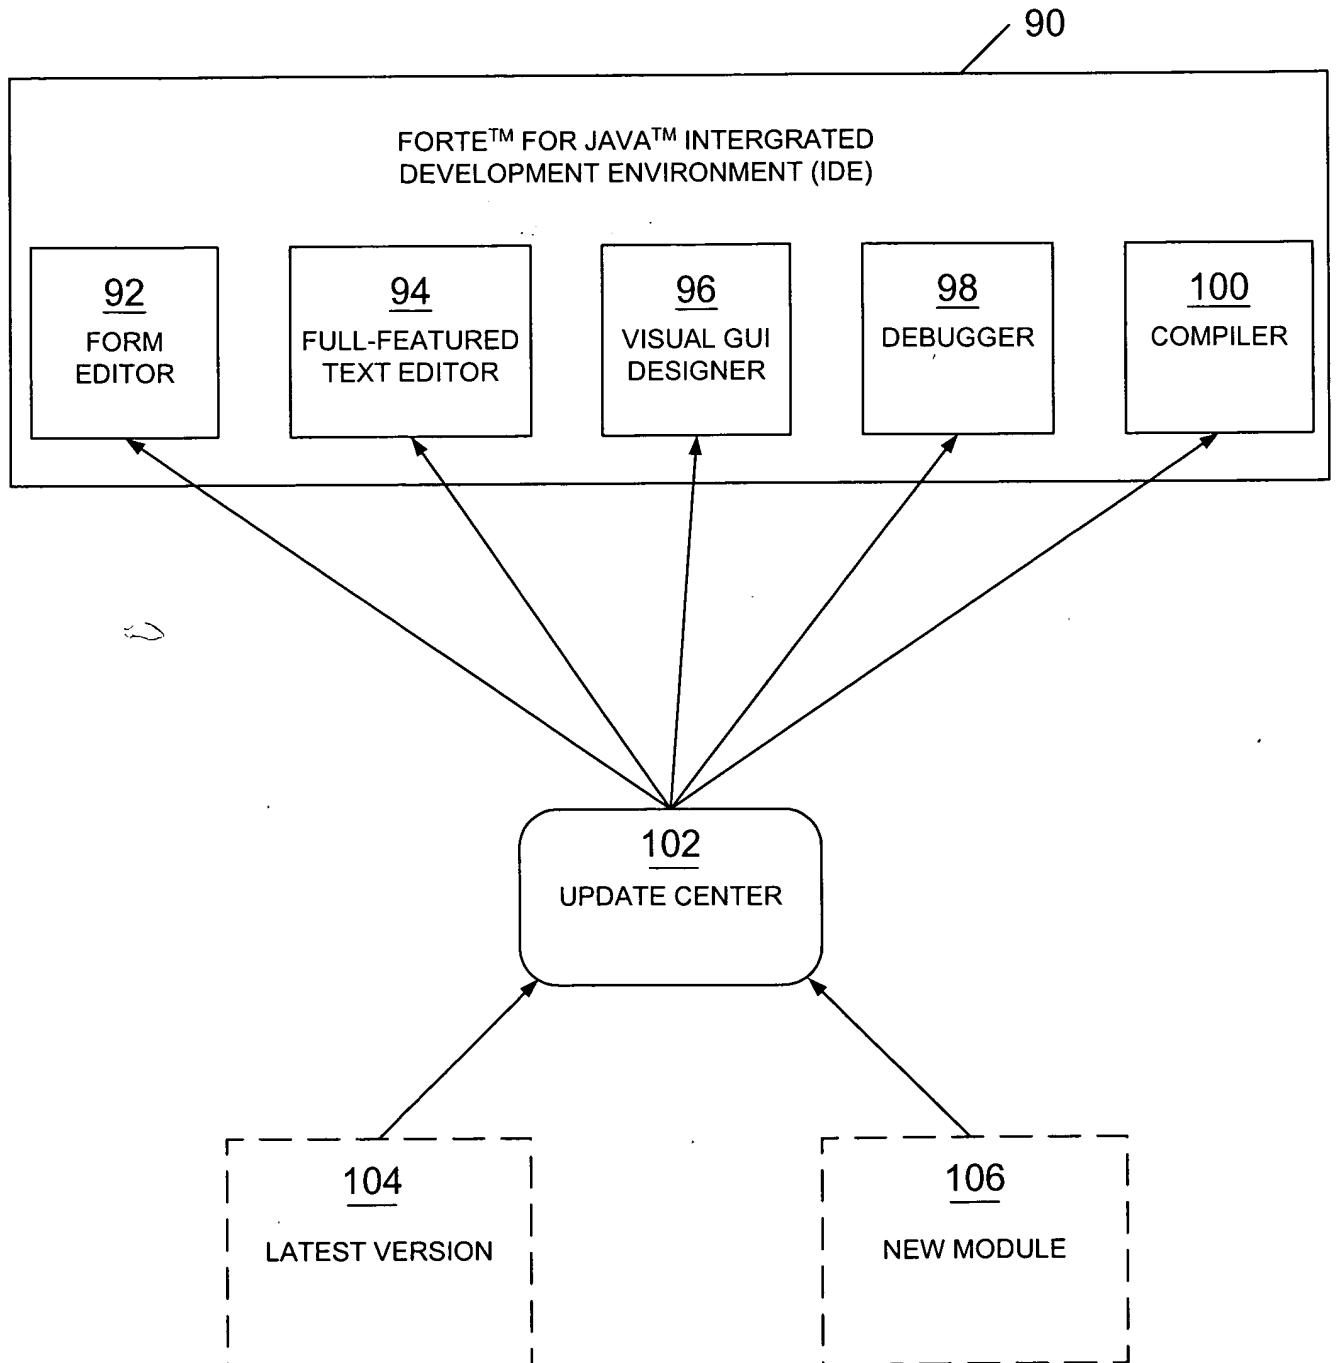 90
FORTE™ FOR JAVA™ INTERGRATED
DEVELOPMENT ENVIRONMENT (IDE)
92
FORM
EDITOR
94
FULL-FEATURED
TEXT EDITOR
96
VISUAL GUI
DESIGNER
98
DEBUGGER
100
COMPILER
102
UPDATE CENTER
104
LATEST VERSION
106
NEW MODULE